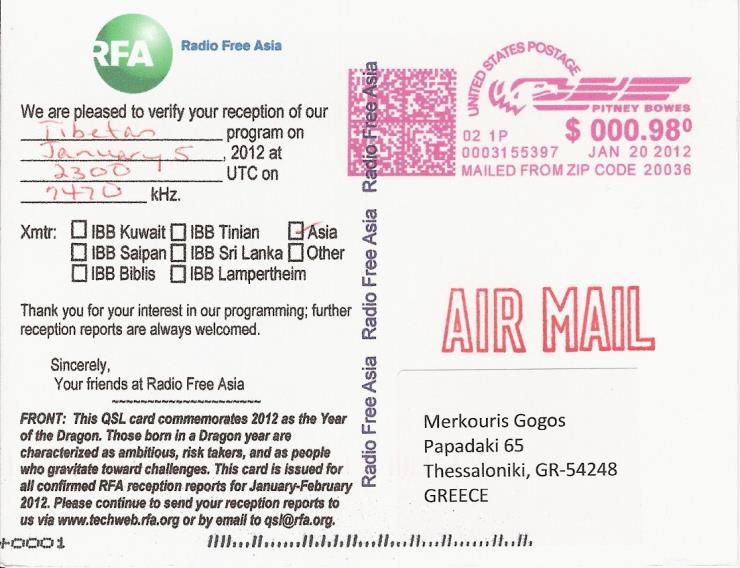 RFA
Radio Free Asia
We are pleased to verify your reception of our
Tibetan program on
January 5, 2012 at
2300 UTC on
7470 kHz.
Xmtr: IBB Kuwait IBB Tinian Asia
IBB Saipan IBB Sri Lanka Other
IBB Biblis IBB Lampertheim
Thank you for your interest in our programming; further
reception reports are always welcomed.
Sincerely,
Your friends at Radio Free Asia
FRONT: This QSL card commemorates 2012 as the Year
of the Dragon. Those born in a Dragon year are
characterized as ambitious, risk takers, and as people
who gravitate toward challenges. This card is issued for
all confirmed RFA reception reports for January-February
2012. Please continue to send your reception reports to
us via www.techweb.rfa.org or by email to qsl@rfa.org.
Radio Free Asia Radio Free Asia Radio Free Asia
UNITED STATES POSTAGE
PITNEY BOWES
02 1P $ 000.98⁰
0003155397 JAN 20 2012
MAILED FROM ZIP CODE 20036
AIR MAIL
Merkouris Gogos
Papadaki 65
Thessaloniki, GR-54248
GREECE